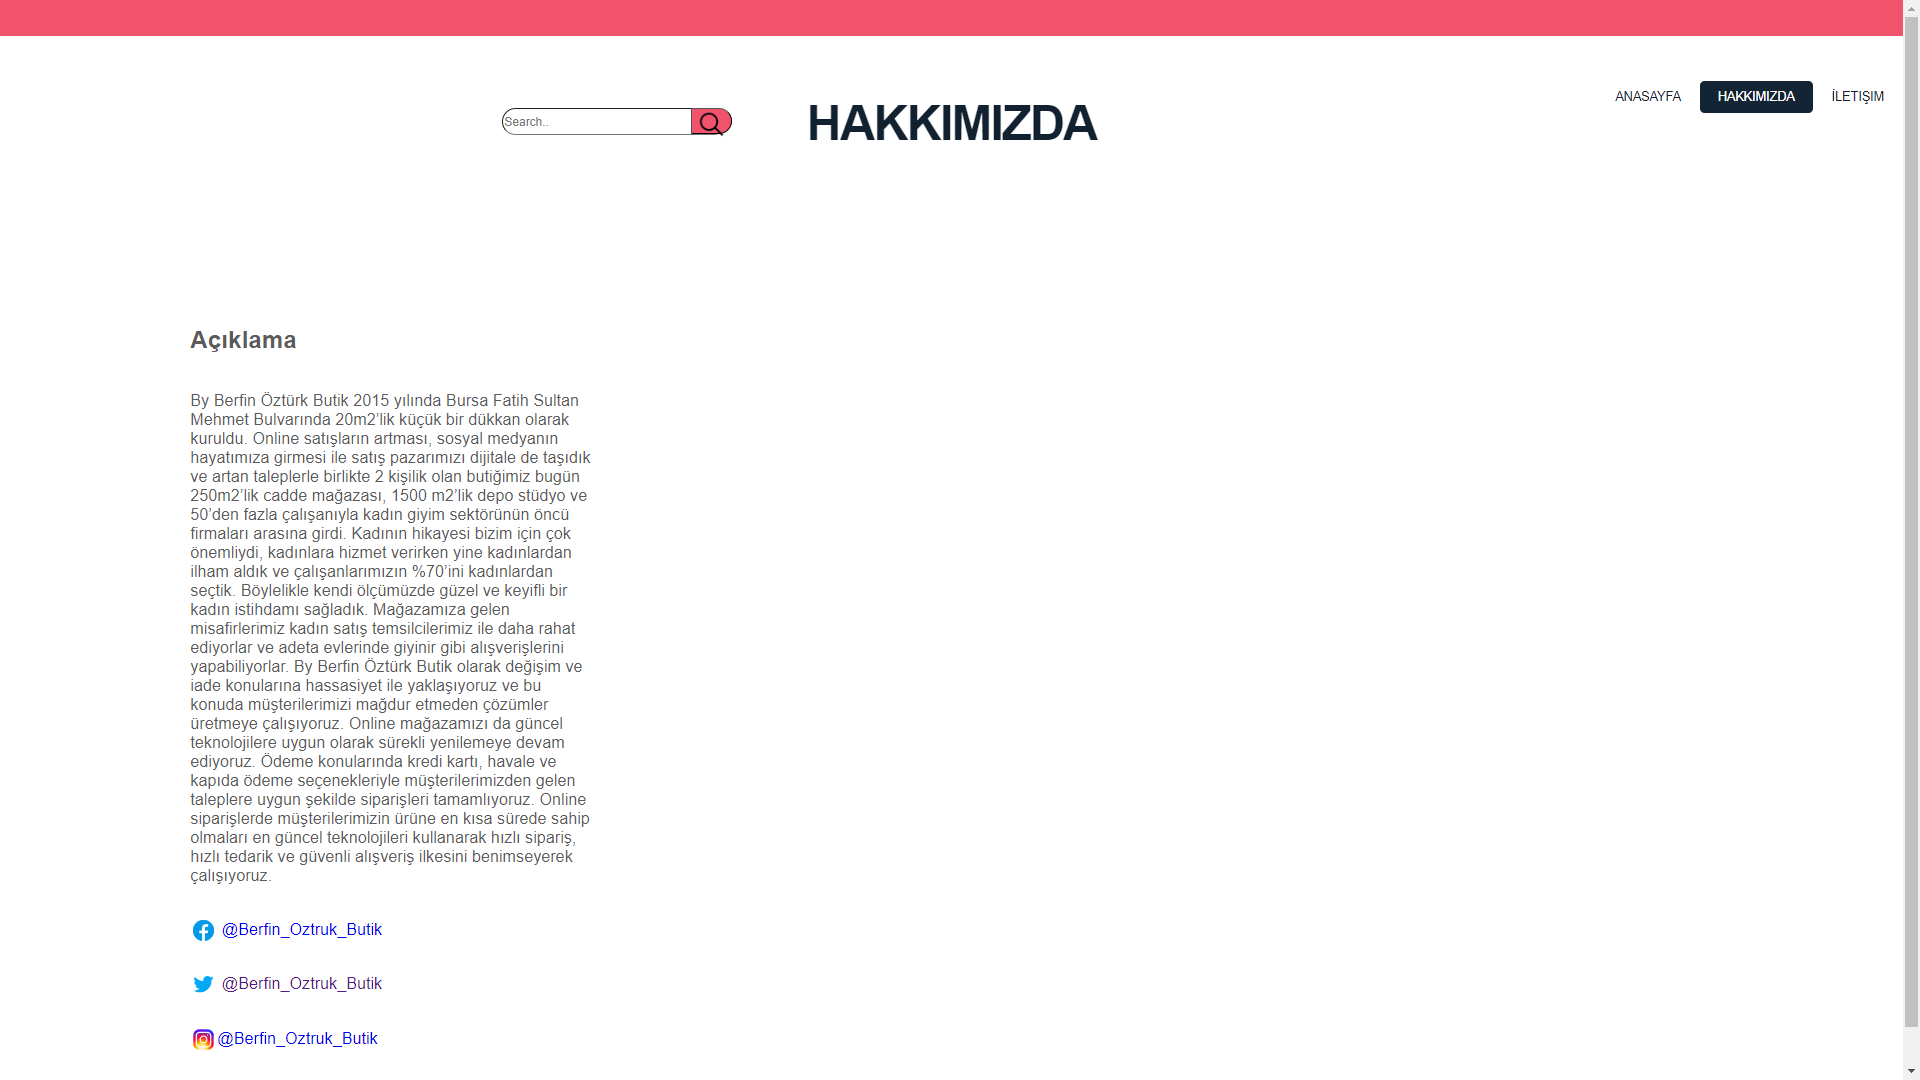 ANASAYFA HAKKIMIZDA İLETIŞIM
Search..
HAKKIMIZDA
Açıklama
By Berfin Öztürk Butik 2015 yılında Bursa Fatih Sultan
Mehmet Bulvarında 20m2’lik küçük bir dükkan olarak
kuruldu. Online satışların artması, sosyal medyanın
hayatımıza girmesi ile satış pazarımızı dijitale de taşıdık
ve artan taleplerle birlikte 2 kişilik olan butiğimiz bugün
250m2’lik cadde mağazası, 1500 m2’lik depo stüdyo ve
50’den fazla çalışanıyla kadın giyim sektörünün öncü
firmaları arasına girdi. Kadının hikayesi bizim için çok
önemliydi, kadınlara hizmet verirken yine kadınlardan
ilham aldık ve çalışanlarımızın %70’ini kadınlardan
seçtik. Böylelikle kendi ölçümüzde güzel ve keyifli bir
kadın istihdamı sağladık. Mağazamıza gelen
misafirlerimiz kadın satış temsilcilerimiz ile daha rahat
ediyorlar ve adeta evlerinde giyinir gibi alışverişlerini
yapabiliyorlar. By Berfin Öztürk Butik olarak değişim ve
iade konularına hassasiyet ile yaklaşıyoruz ve bu
konuda müşterilerimizi mağdur etmeden çözümler
üretmeye çalışıyoruz. Online mağazamızı da güncel
teknolojilere uygun olarak sürekli yenilemeye devam
ediyoruz. Ödeme konularında kredi kartı, havale ve
kapıda ödeme seçenekleriyle müşterilerimizden gelen
taleplere uygun şekilde siparişleri tamamlıyoruz. Online
siparişlerde müşterilerimizin ürüne en kısa sürede sahip
olmaları en güncel teknolojileri kullanarak hızlı sipariş,
hızlı tedarik ve güvenli alışveriş ilkesini benimseyerek
çalışıyoruz.
@Berfin_Oztruk_Butik
@Berfin_Oztruk_Butik
@Berfin_Oztruk_Butik